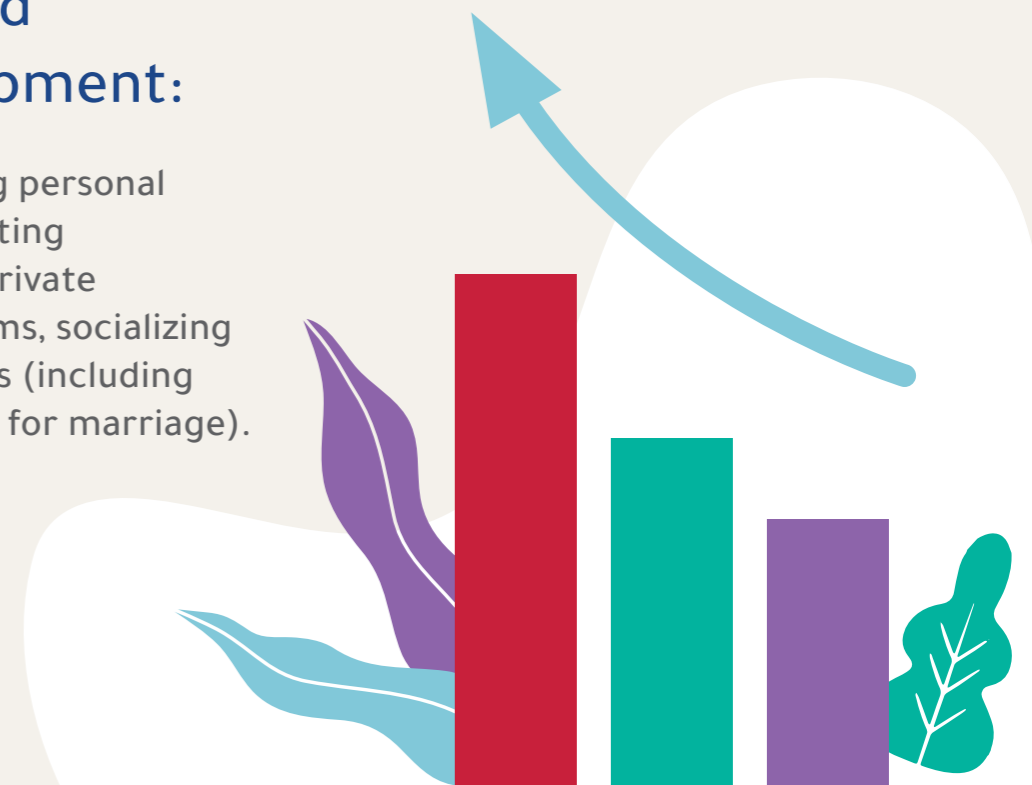 d
pment:
g personal
ting
rivate
ms, socializing
s (including
for marriage).